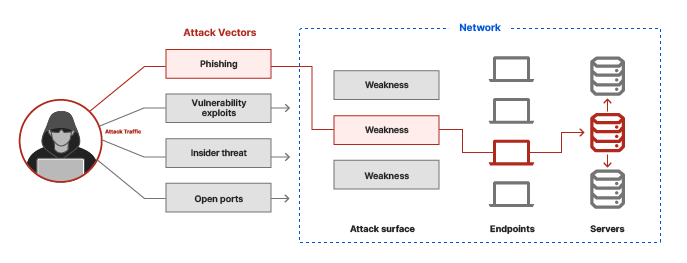 Attack Vectors
Network
Phishing
Vulnerability
exploits
Attack Traffic
Insider threat
Open ports
Weakness
Weakness
Weakness
Attack surface
Endpoints
Servers